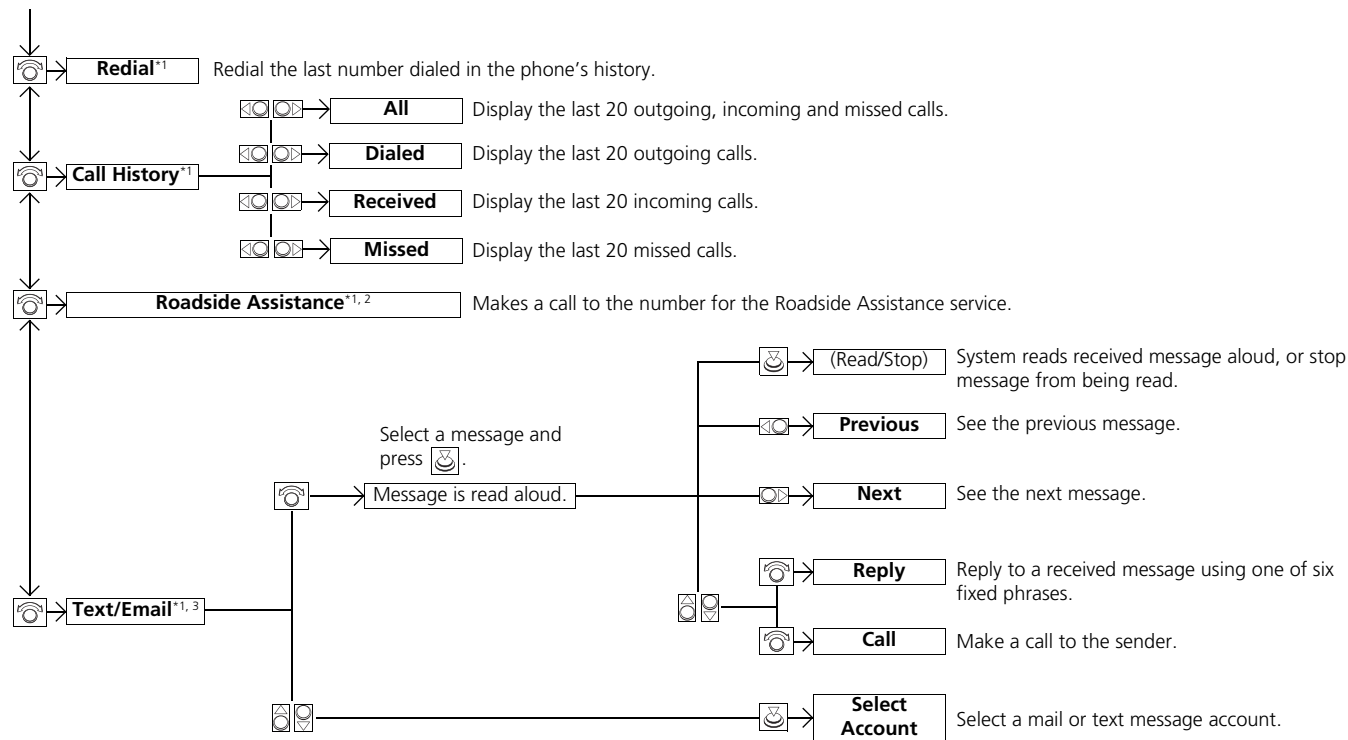 Redial*1 Redial the last number dialed in the phone's history.
All Display the last 20 outgoing, incoming and missed calls.
Dialed Display the last 20 outgoing calls.
Call History*1
Received Display the last 20 incoming calls.
Missed Display the last 20 missed calls.
Roadside Assistance*1, 2 Makes a call to the number for the Roadside Assistance service.
(Read/Stop) System reads received message aloud, or stop
message from being read.
Previous See the previous message.
Select a message and
press .
Message is read aloud.
Next See the next message.
Reply Reply to a received message using one of six
fixed phrases.
Text/Email*1, 3
Call Make a call to the sender.
Select
Account Select a mail or text message account.